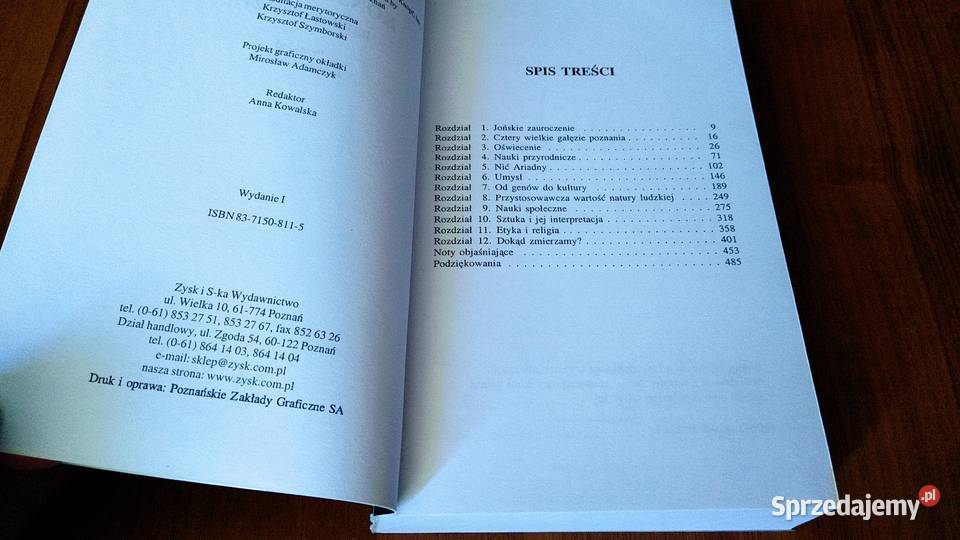 Krzysztof Łastowski
Krzysztof Szymborski
Projekt graficzny okładki
Mirosław Adamczyk
Redaktor
Anna Kowalska
Wydanie I
ISBN 83-7150-811-5
Zysk i S-ka Wydawnictwo
ul. Wielka 10, 61-774 Poznań
tel. (0-61) 853 27 51, 853 27 67, fax 852 63 26
Dział handlowy, ul. Zgoda 54, 60-122 Poznań
tel. (0-61) 864 14 03, 864 14 04
e-mail: sklep@zysk.com.pl
nasza strona: www.zysk.com.pl
Druk i oprawa: Poznańskie Zakłady Graficzne SA
SPIS TREŚCI
Rozdział 1. Jońskie zauroczenie . . . . . . . . . . . . . . . . . 9
Rozdział 2. Cztery wielkie gałęzie poznania . . . . . . . . . . . 16
Rozdział 3. Oświecenie . . . . . . . . . . . . . . . . . . . . . 26
Rozdział 4. Nauki przyrodnicze . . . . . . . . . . . . . . . . . 71
Rozdział 5. Nić Ariadny . . . . . . . . . . . . . . . . . . . . 102
Rozdział 6. Umysł . . . . . . . . . . . . . . . . . . . . . . . 146
Rozdział 7. Od genów do kultury . . . . . . . . . . . . . . . . 189
Rozdział 8. Przystosowawcza wartość natury ludzkiej . . . . 249
Rozdział 9. Nauki społeczne . . . . . . . . . . . . . . . . . . 275
Rozdział 10. Sztuka i jej interpretacja . . . . . . . . . . . . . 318
Rozdział 11. Etyka i religia . . . . . . . . . . . . . . . . . . . 358
Rozdział 12. Dokąd zmierzamy? . . . . . . . . . . . . . . . . . 401
Noty objaśniające . . . . . . . . . . . . . . . . . . . . . . . 453
Podziękowania . . . . . . . . . . . . . . . . . . . . . . . . . 485
Sprzedajemy.pl